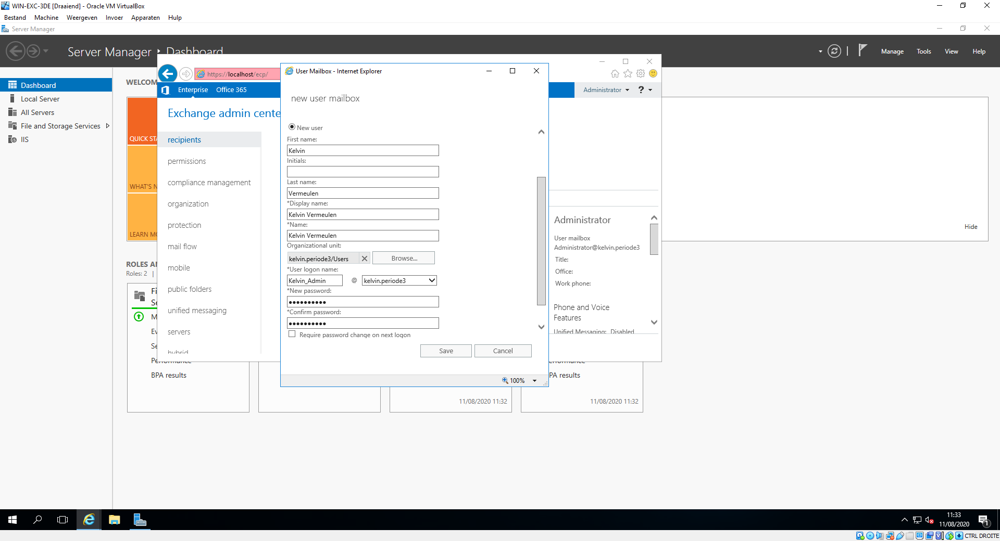 WIN-EXC-3DE [Draaiend] - Oracle VM VirtualBox
Bestand Machine Weergeven Invoer Apparaten Hulp
Server Manager
Server Manager Dashboard
Manage Tools View Help
Dashboard
Local Server
All Servers
File and Storage Services
IIS
WELCOM
QUICK STA
WHAT'S N
LEARN MO
Hide
ROLES AN
Roles: 2 |
Fi
Se
M
Ev
Se
Performance
BPA results
https://localhost/ecp/
Enterprise Office 365
Administrator ?
Exchange admin cente
recipients
permissions
compliance management
organization
protection
mail flow
mobile
public folders
unified messaging
servers
hybrid
User Mailbox - Internet Explorer
new user mailbox
New user
First name:
Kelvin
Initials:
Last name:
Vermeulen
*Display name:
Kelvin Vermeulen
*Name:
Kelvin Vermeulen
Organizational unit:
kelvin.periode3/Users
Browse...
*User logon name:
Kelvin_Admin @ kelvin.periode3
*New password:
●●●●●●●●●●
*Confirm password:
●●●●●●●●●●
Require password change on next logon
Save Cancel
100%
Administrator
User mailbox
Administrator@kelvin.periode3
Title:
Office:
Work phone:
Phone and Voice
Features
Unified Messaging: Disabled
erformance
PA results
11/08/2020 11:32
11/08/2020 11:32
11:33
11/08/2020
1
CTRL DROITE